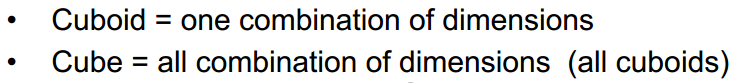 • Cuboid = one combination of dimensions
• Cube = all combination of dimensions (all cuboids)